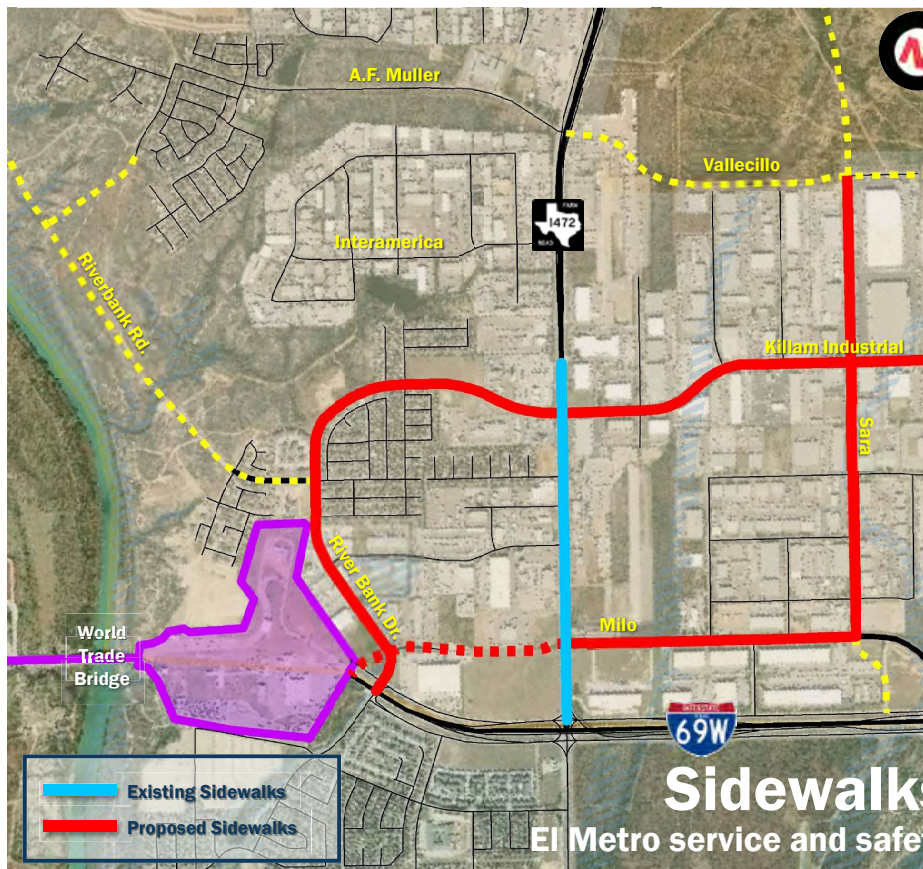 A.F. Muller
Vallecillo
FARM
1472
ROAD
Interamerica
Riverbank Rd.
Killam Industrial
Sara
River Bank Dr.
Milo
World
Trade
Bridge
INTERSTATE
69W
Existing Sidewalks
Proposed Sidewalks
Sidewalks
El Metro service and safe